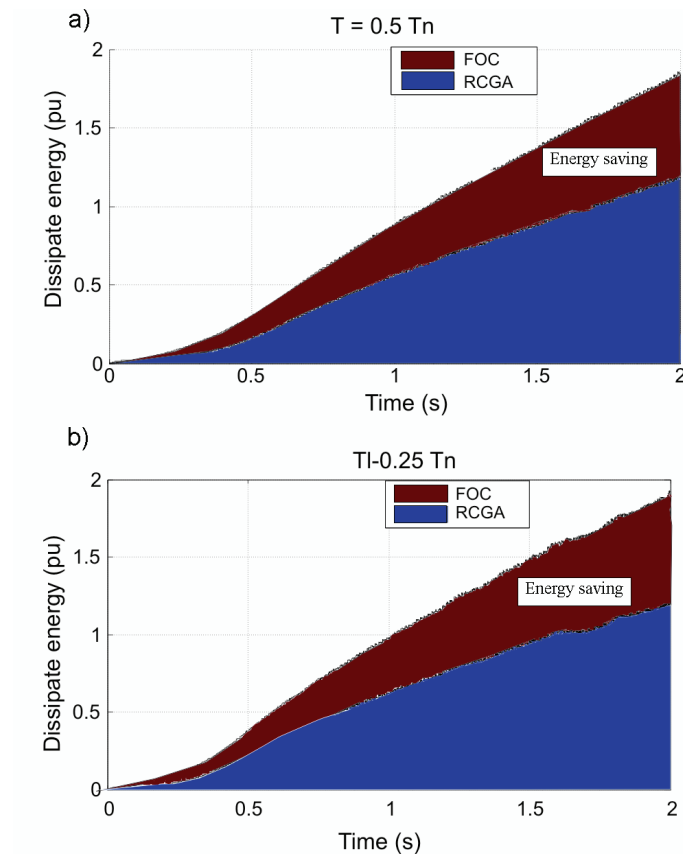 a)
T = 0.5 Tn
FOC
RCGA
Energy saving
Dissipate energy (pu)
2
1.5
1
0.5
0
0 0.5 1 1.5 2
Time (s)
b)
Tl-0.25 Tn
FOC
RCGA
Energy saving
Dissipate energy (pu)
2
1.5
1
0.5
0
0 0.5 1 1.5 2
Time (s)